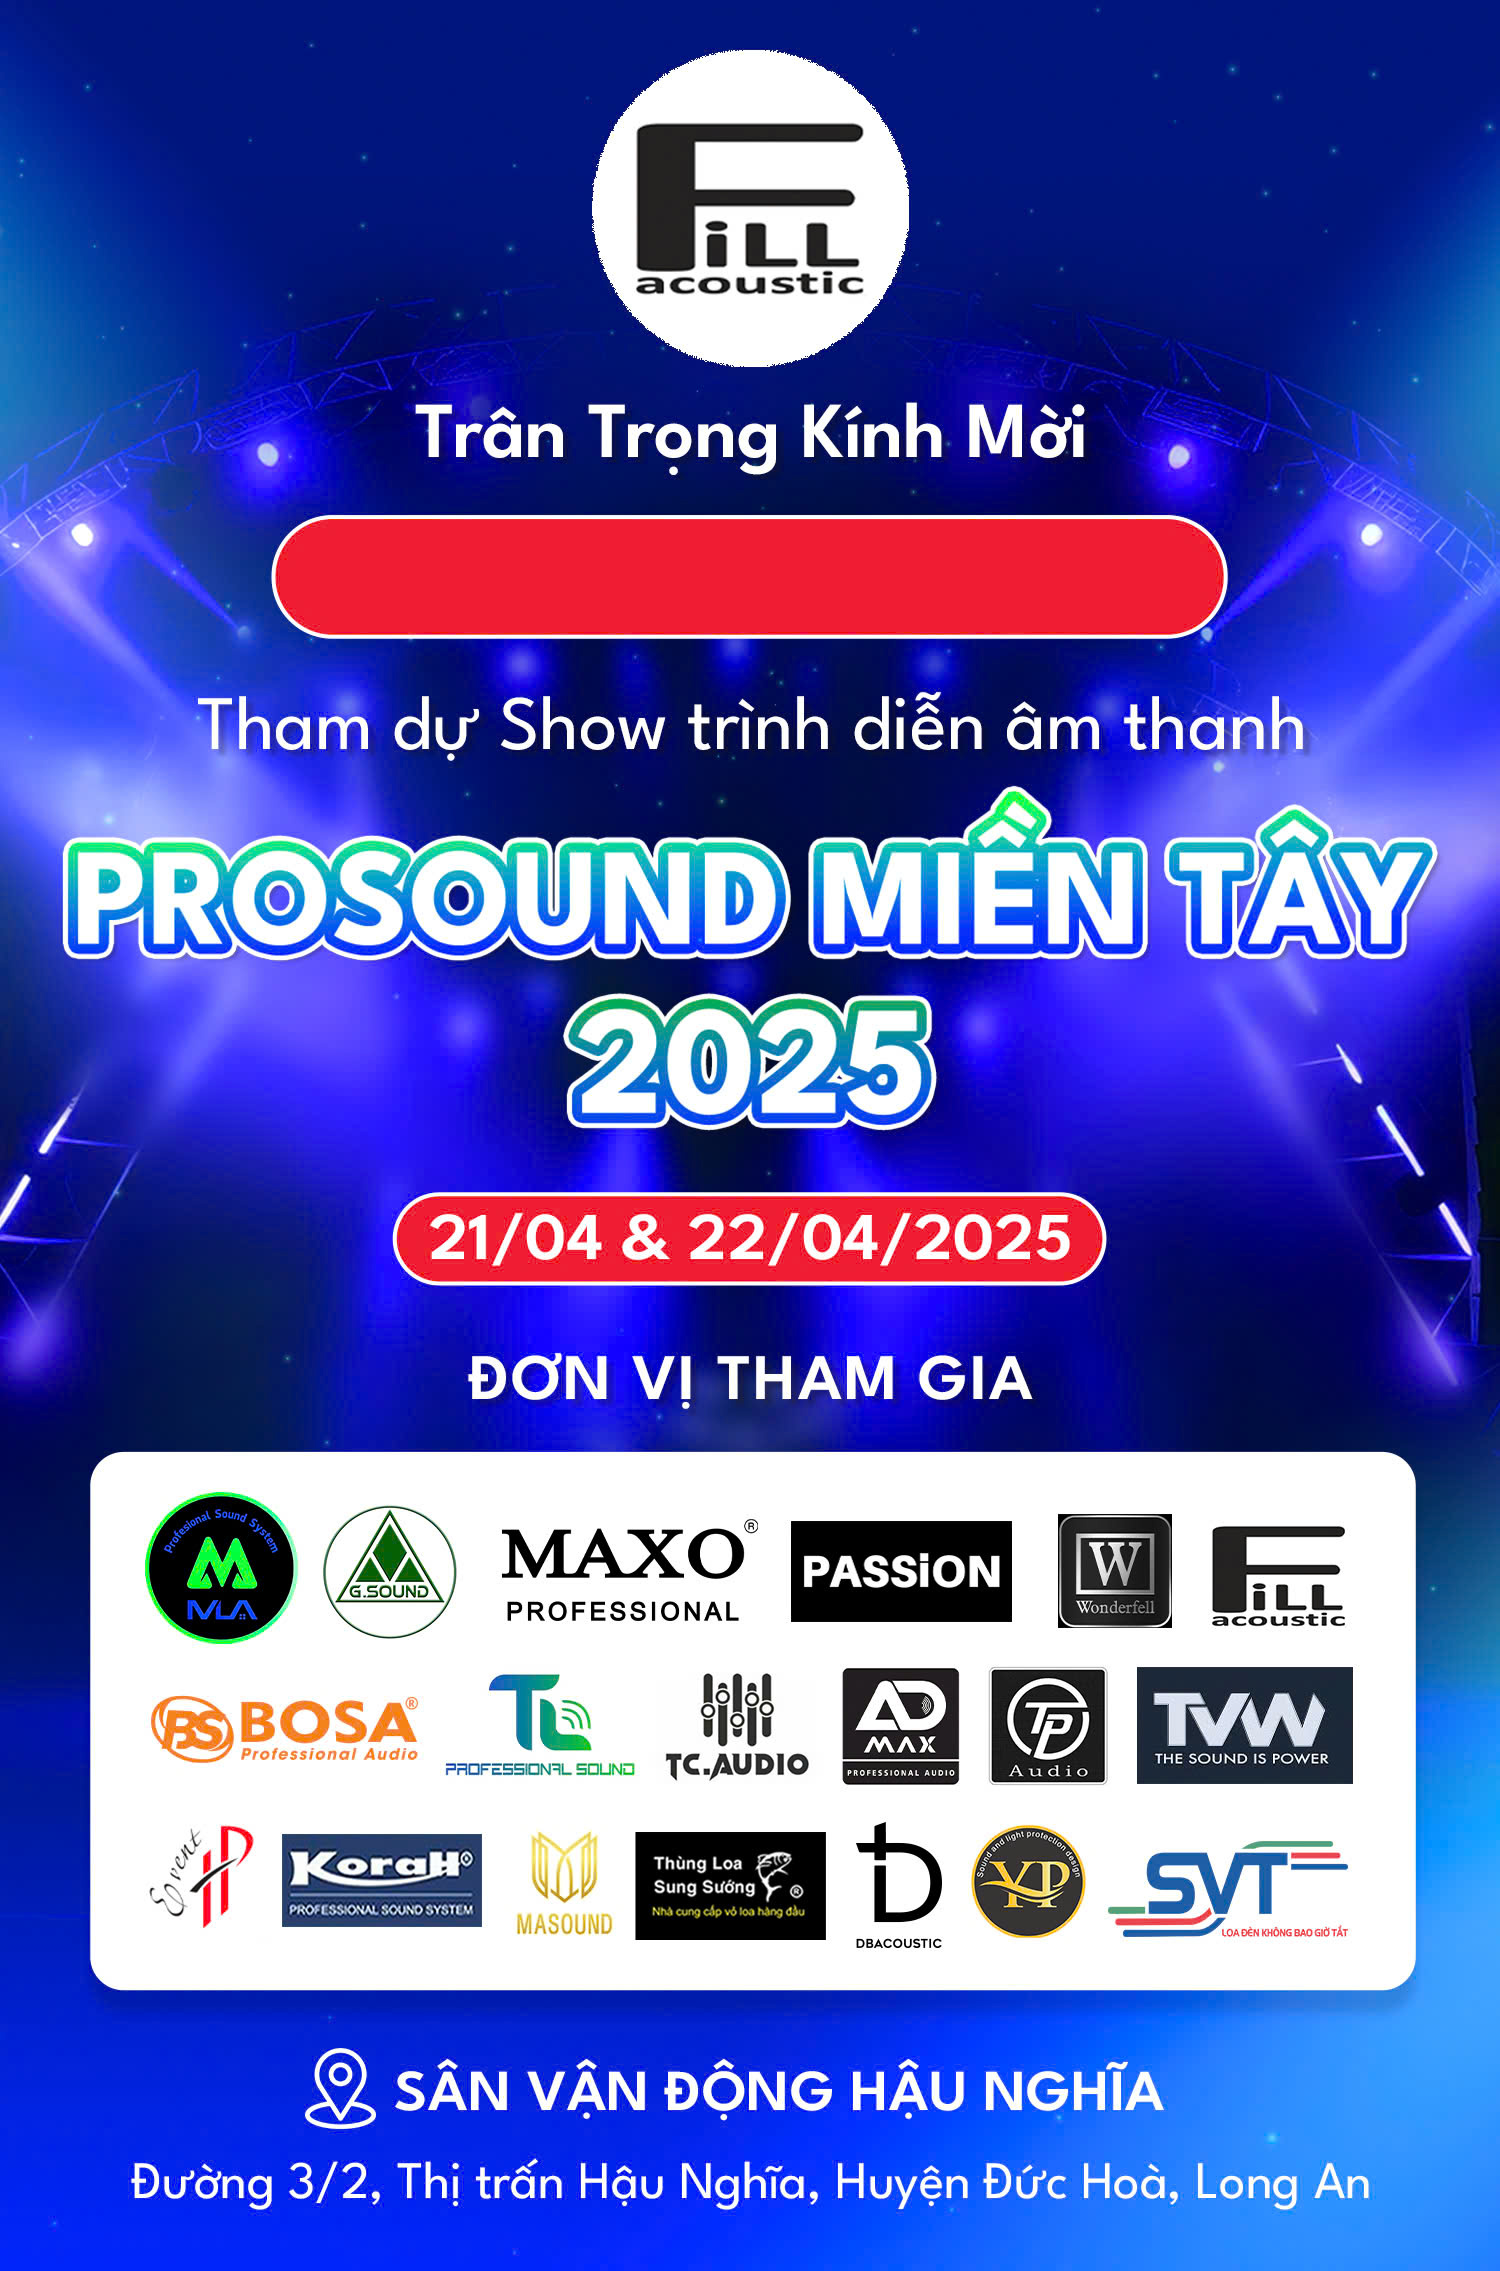 FiLL
acoustic
Trân Trọng Kính Mời
Tham dự Show trình diễn âm thanh
PROSOUND MIỀN TÂY
2025
21/04 & 22/04/2025
ĐƠN VỊ THAM GIA
Profesional Sound System
MLA
G.SOUND
MAXO®
PROFESSIONAL
PASSiON
W
Wonderfell
FiLL
acoustic
BS BOSA®
Professional Audio
TL
PROFESSIONAL SOUND
TC.AUDIO
AD
MAX
PROFESSIONAL AUDIO
TP
Audio
TVW
THE SOUND IS POWER
Event HP
KoraH®
PROFESSIONAL SOUND SYSTEM
MASOUND
Thùng Loa
Sung Sướng ®
Nhà cung cấp vỏ loa hàng đầu
D
DBACOUSTIC
Sound and light protection design
YP
SVT
LOA ĐÈN KHÔNG BAO GIỜ TẮT
SÂN VẬN ĐỘNG HẬU NGHĨA
Đường 3/2, Thị trấn Hậu Nghĩa, Huyện Đức Hoà, Long An